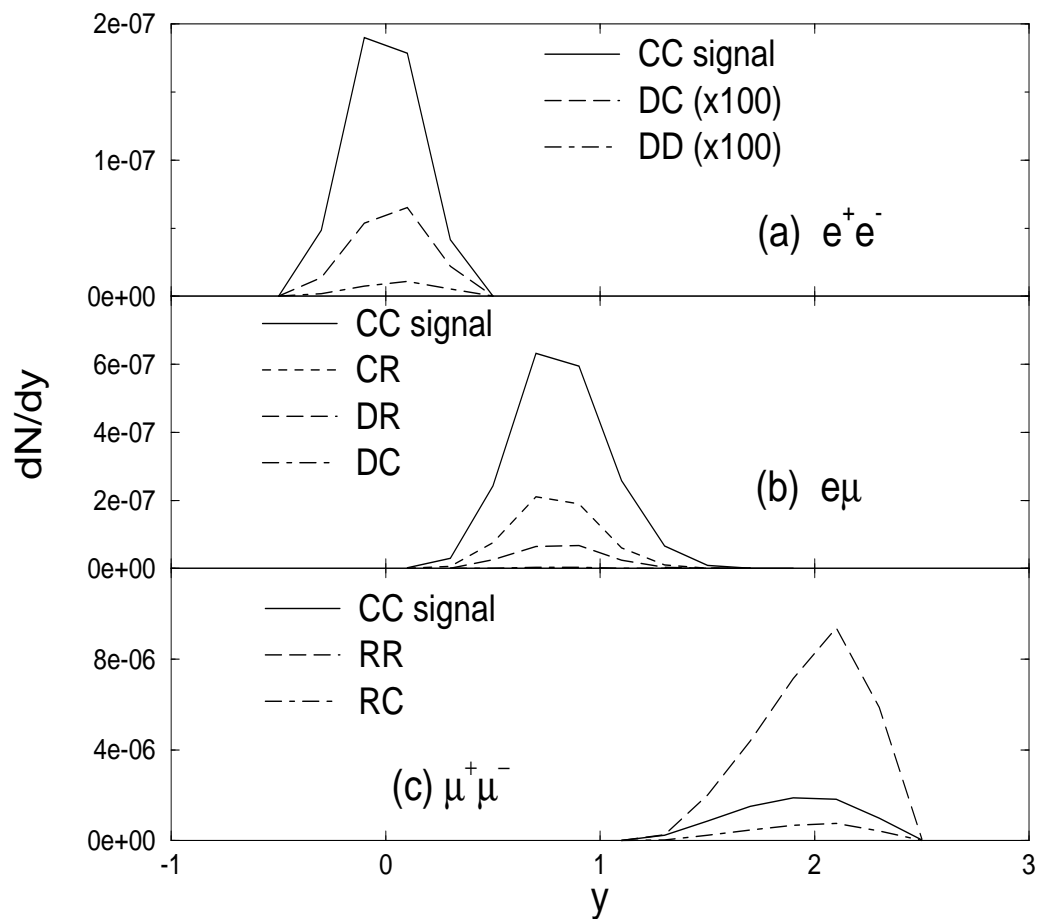 2e-07
CC signal
DC (x100)
DD (x100)
1e-07
(a) e⁺e⁻
0e+00
CC signal
6e-07
CR
DR
4e-07
DC
(b) eμ
2e-07
0e+00
CC signal
8e-06
RR
RC
4e-06
(c) μ⁺μ⁻
0e+00
-1 0 1 2 3
y
dN/dy